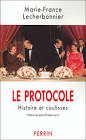 Marie-France
Lecherbonnier
LE PROTOCOLE
Histoire et coulisses
PERRIN